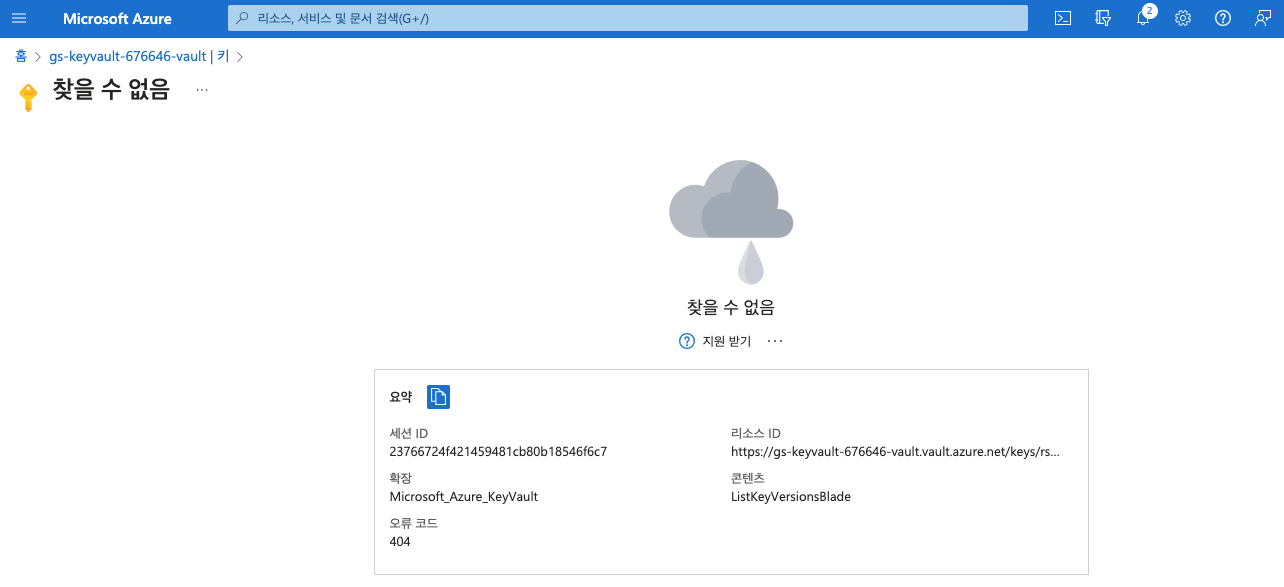 Microsoft Azure
리소스, 서비스 및 문서 검색(G+/)
2
홈 > gs-keyvault-676646-vault | 키 >
찾을 수 없음 ...
찾을 수 없음
지원 받기 ...
요약
세션 ID
23766724f421459481cb80b18546f6c7
리소스 ID
https://gs-keyvault-676646-vault.vault.azure.net/keys/rs...
확장
Microsoft_Azure_KeyVault
콘텐츠
ListKeyVersionsBlade
오류 코드
404